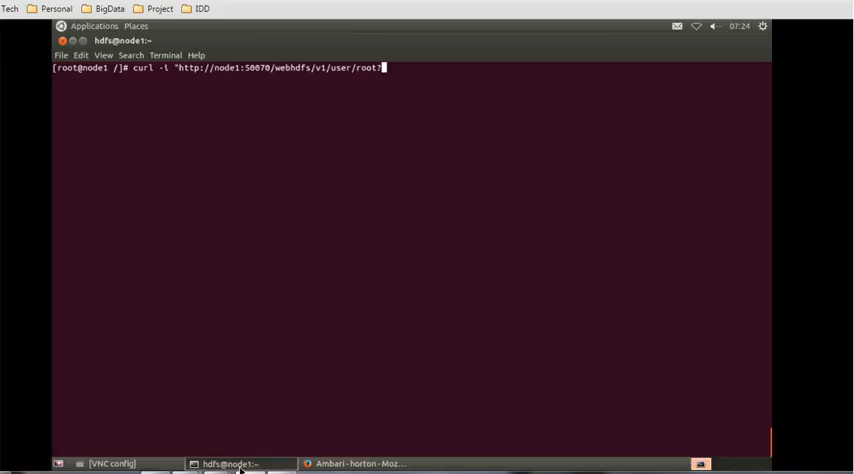 Tech Personal BigData Project IDD
Applications Places 07:24
hdfs@node1:~
File Edit View Search Terminal Help
[root@node1 /]# curl -i "http://node1:50070/webhdfs/v1/user/root?
[VNC config] hdfs@node1:~ Ambari - horton - Moz...